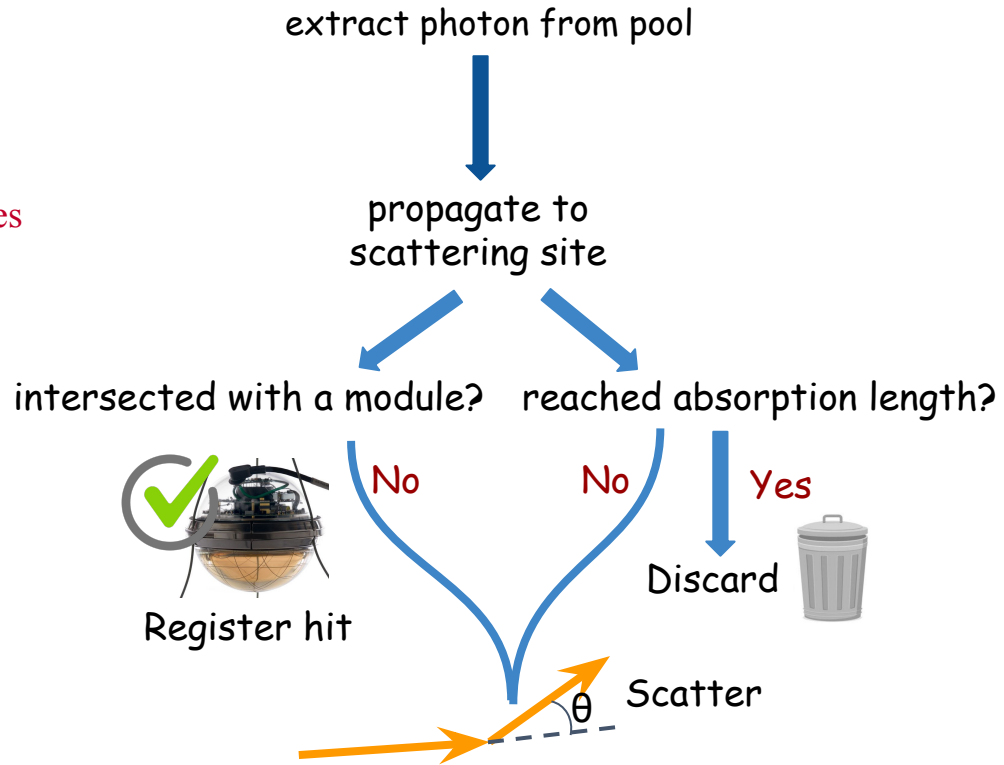 extract photon from pool
es
propagate to
scattering site
intersected with a module?
reached absorption length?
No
No
Yes
Discard
Register hit
Scatter
θ